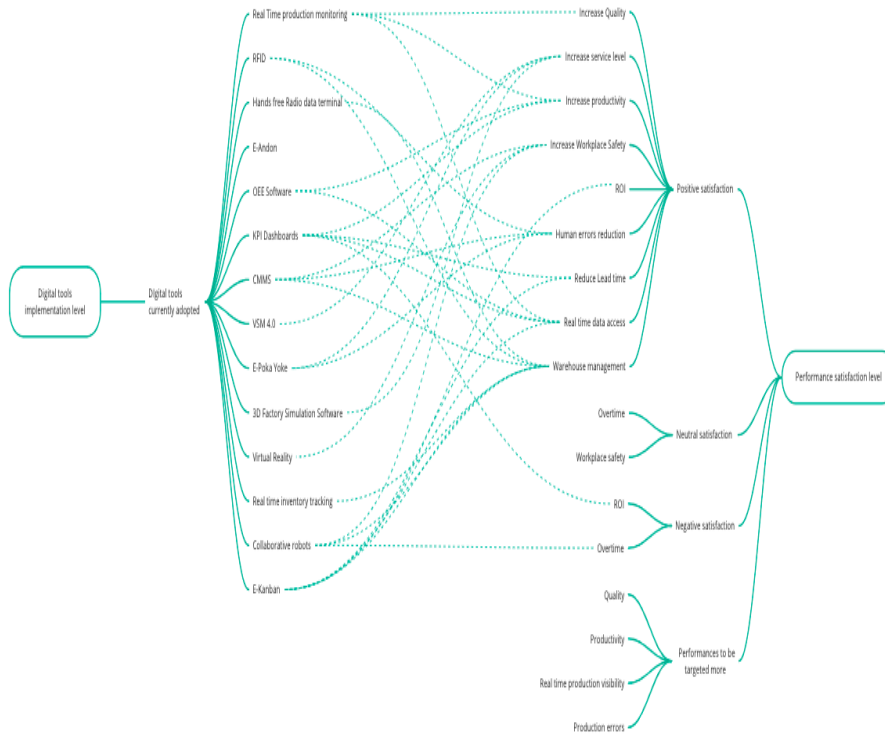 Digital tools
implementation level
Digital tools
currently adopted
Real Time production monitoring
RFID
Hands free Radio data terminal
E-Andon
OEE Software
KPI Dashboards
CMMS
VSM 4.0
E-Poka Yoke
3D Factory Simulation Software
Virtual Reality
Real time inventory tracking
Collaborative robots
E-Kanban
Increase Quality
Increase service level
Increase productivity
Increase Workplace Safety
ROI
Human errors reduction
Reduce Lead time
Real time data access
Warehouse management
Overtime
Workplace safety
ROI
Overtime
Quality
Productivity
Real time production visibility
Production errors
Positive satisfaction
Neutral satisfaction
Negative satisfaction
Performances to be
targeted more
Performance satisfaction level